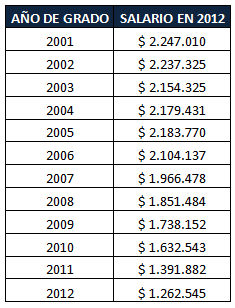 AÑO DE GRADO SALARIO EN 2012
2001 $ 2.247.010
2002 $ 2.237.325
2003 $ 2.154.325
2004 $ 2.179.431
2005 $ 2.183.770
2006 $ 2.104.137
2007 $ 1.966.478
2008 $ 1.851.484
2009 $ 1.738.152
2010 $ 1.632.543
2011 $ 1.391.882
2012 $ 1.262.545